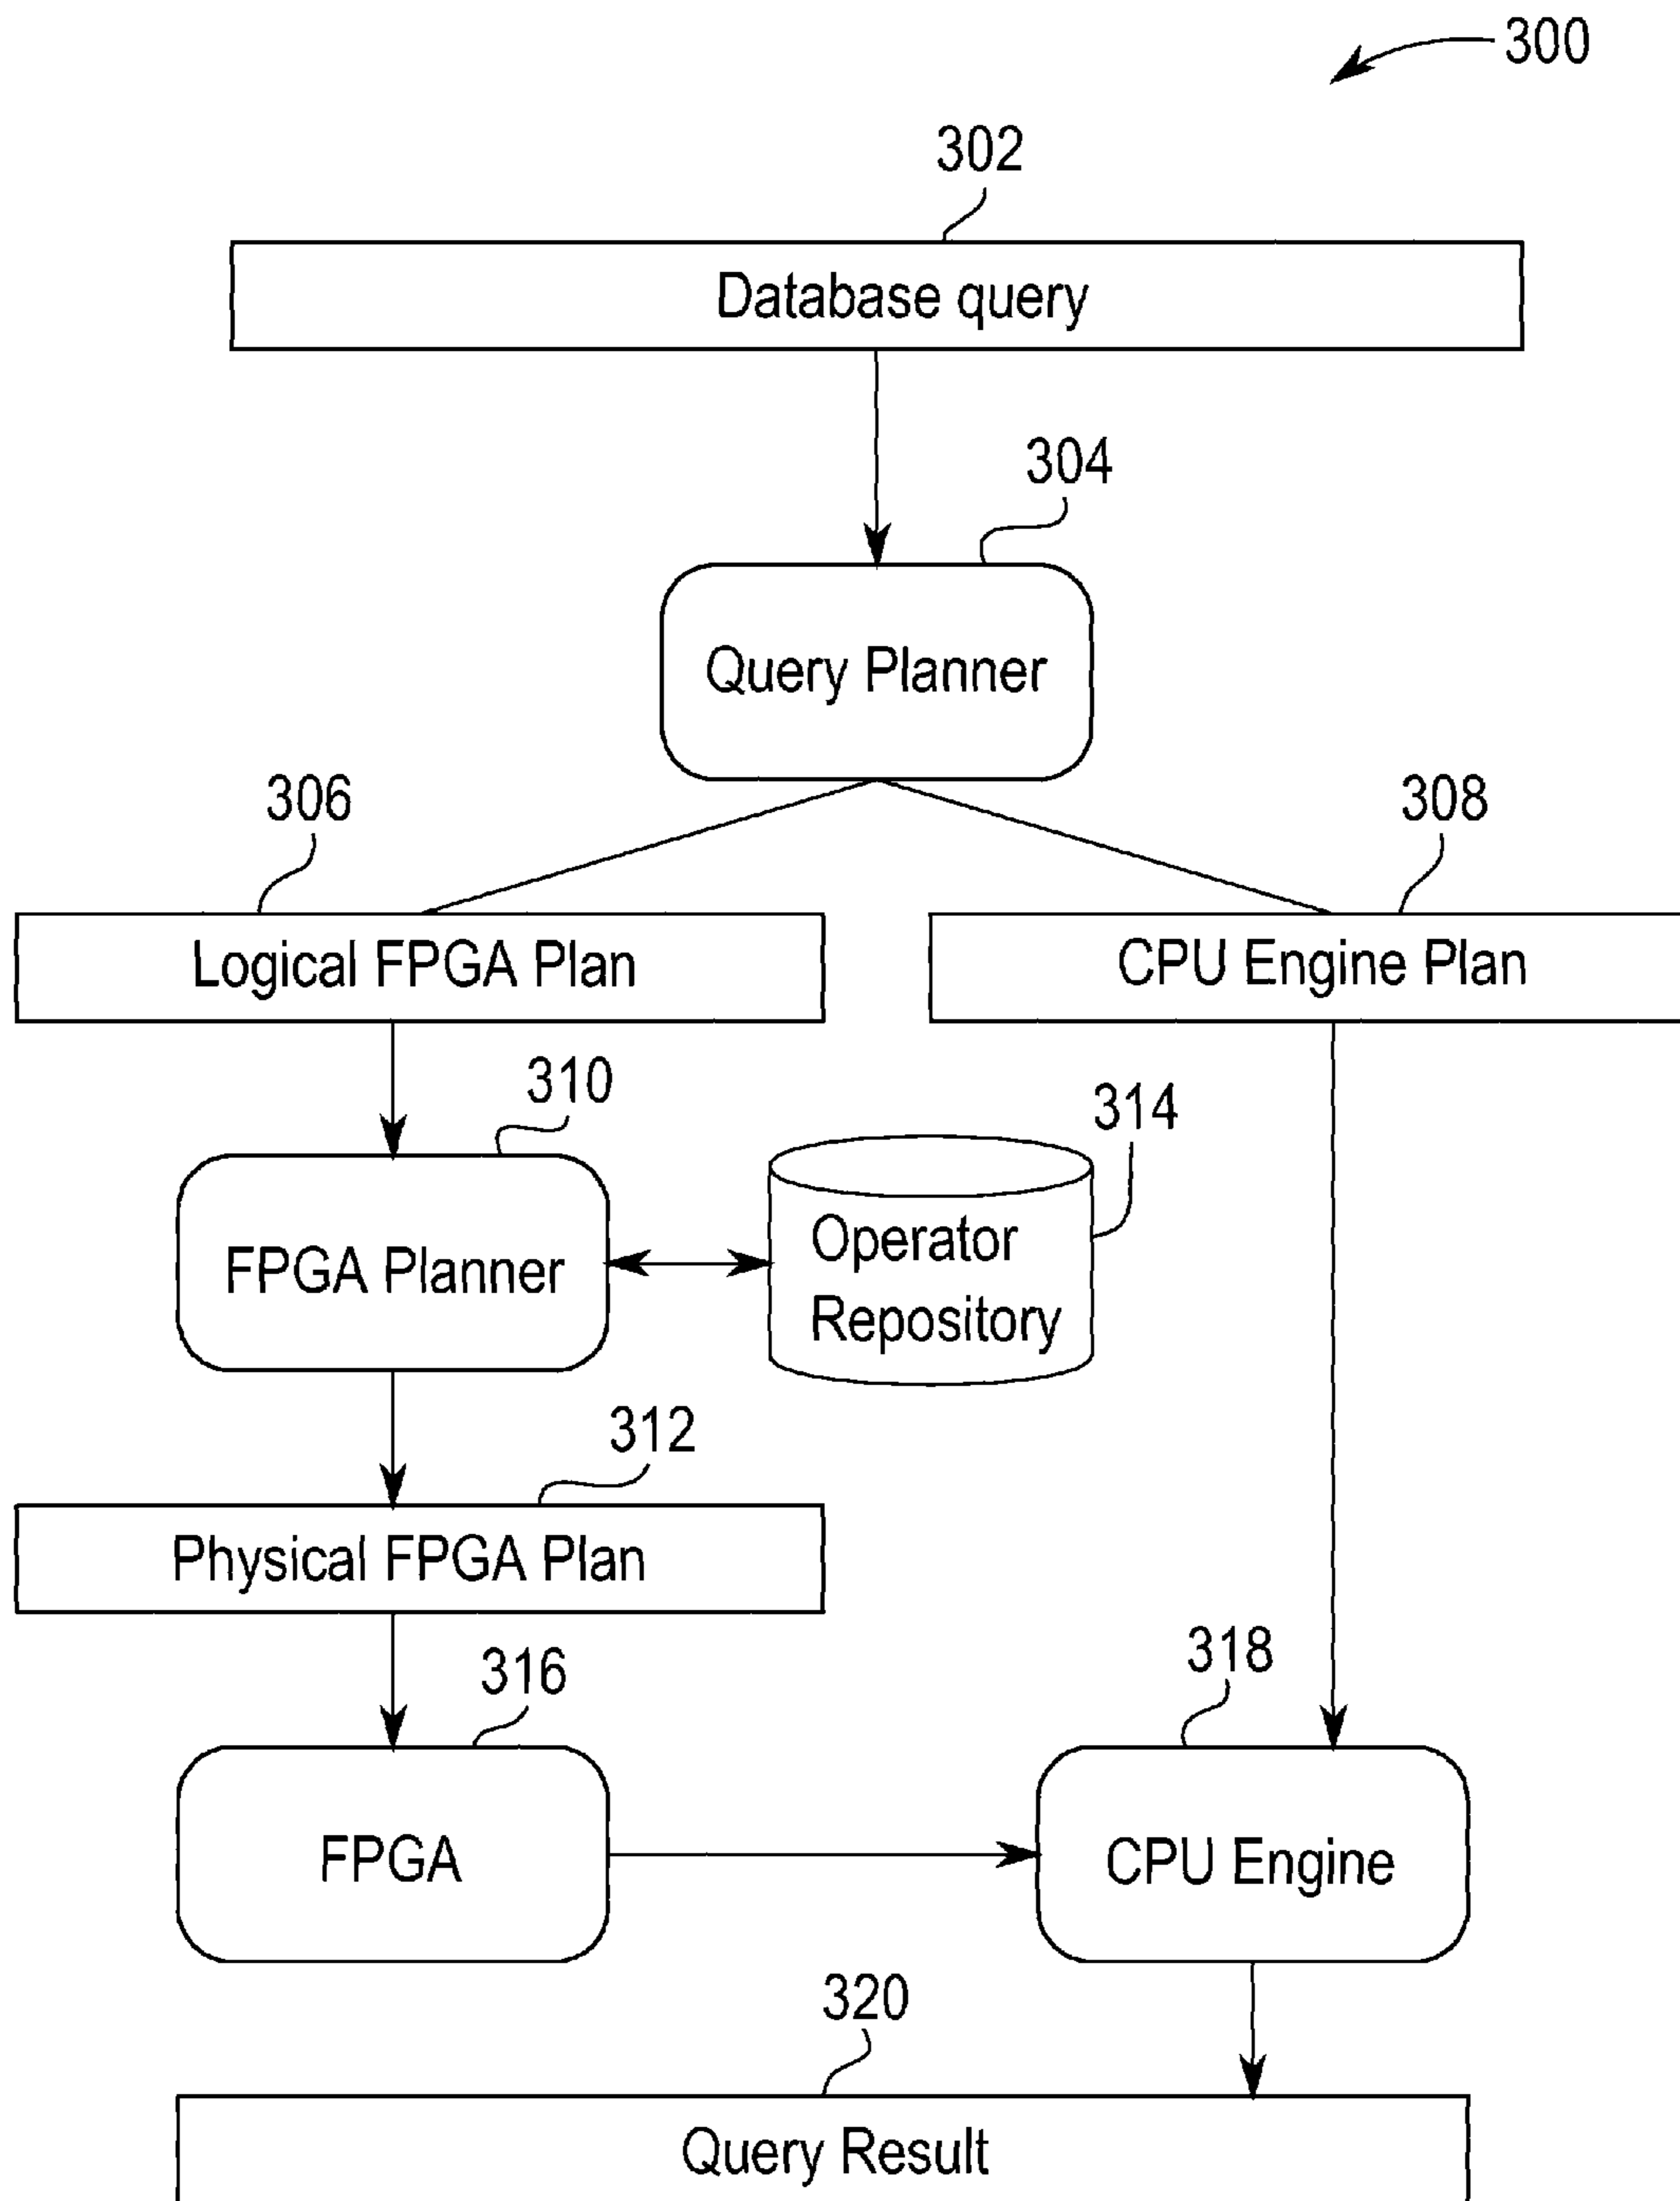 300
302
Database query
304
Query Planner
306
308
Logical FPGA Plan
CPU Engine Plan
310
314
FPGA Planner
Operator
Repository
312
Physical FPGA Plan
316
318
FPGA
CPU Engine
320
Query Result